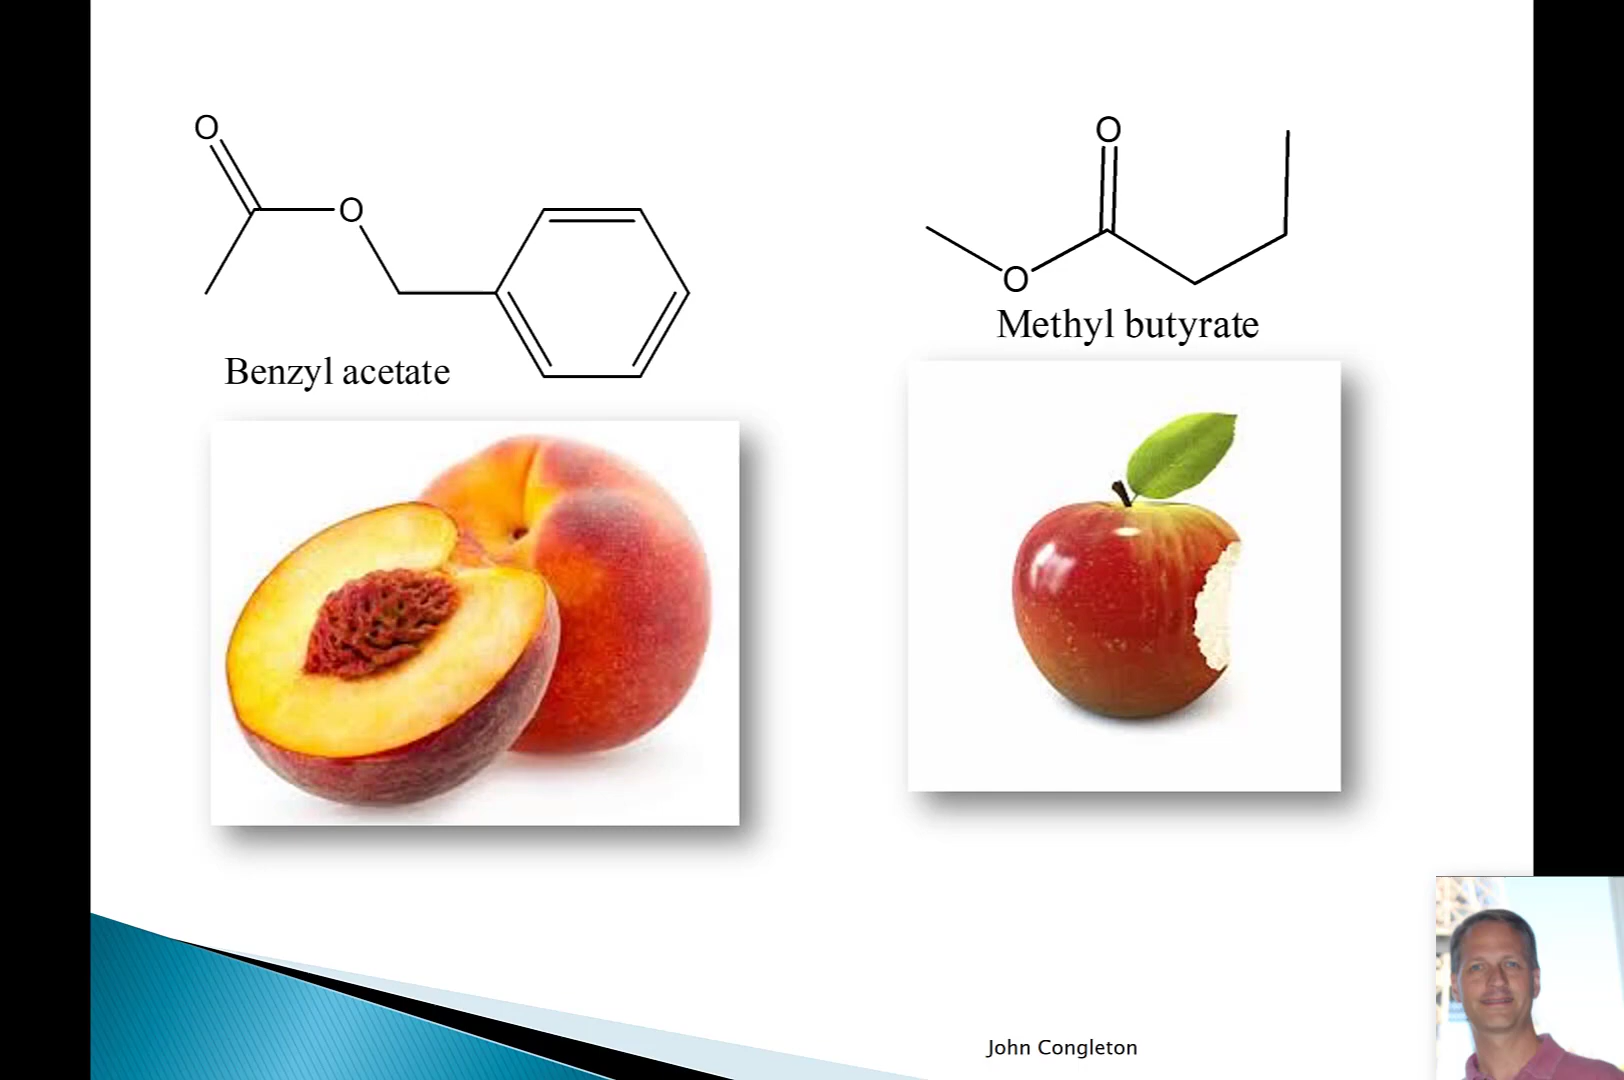 O
O
Benzyl acetate
O
O
Methyl butyrate
John Congleton